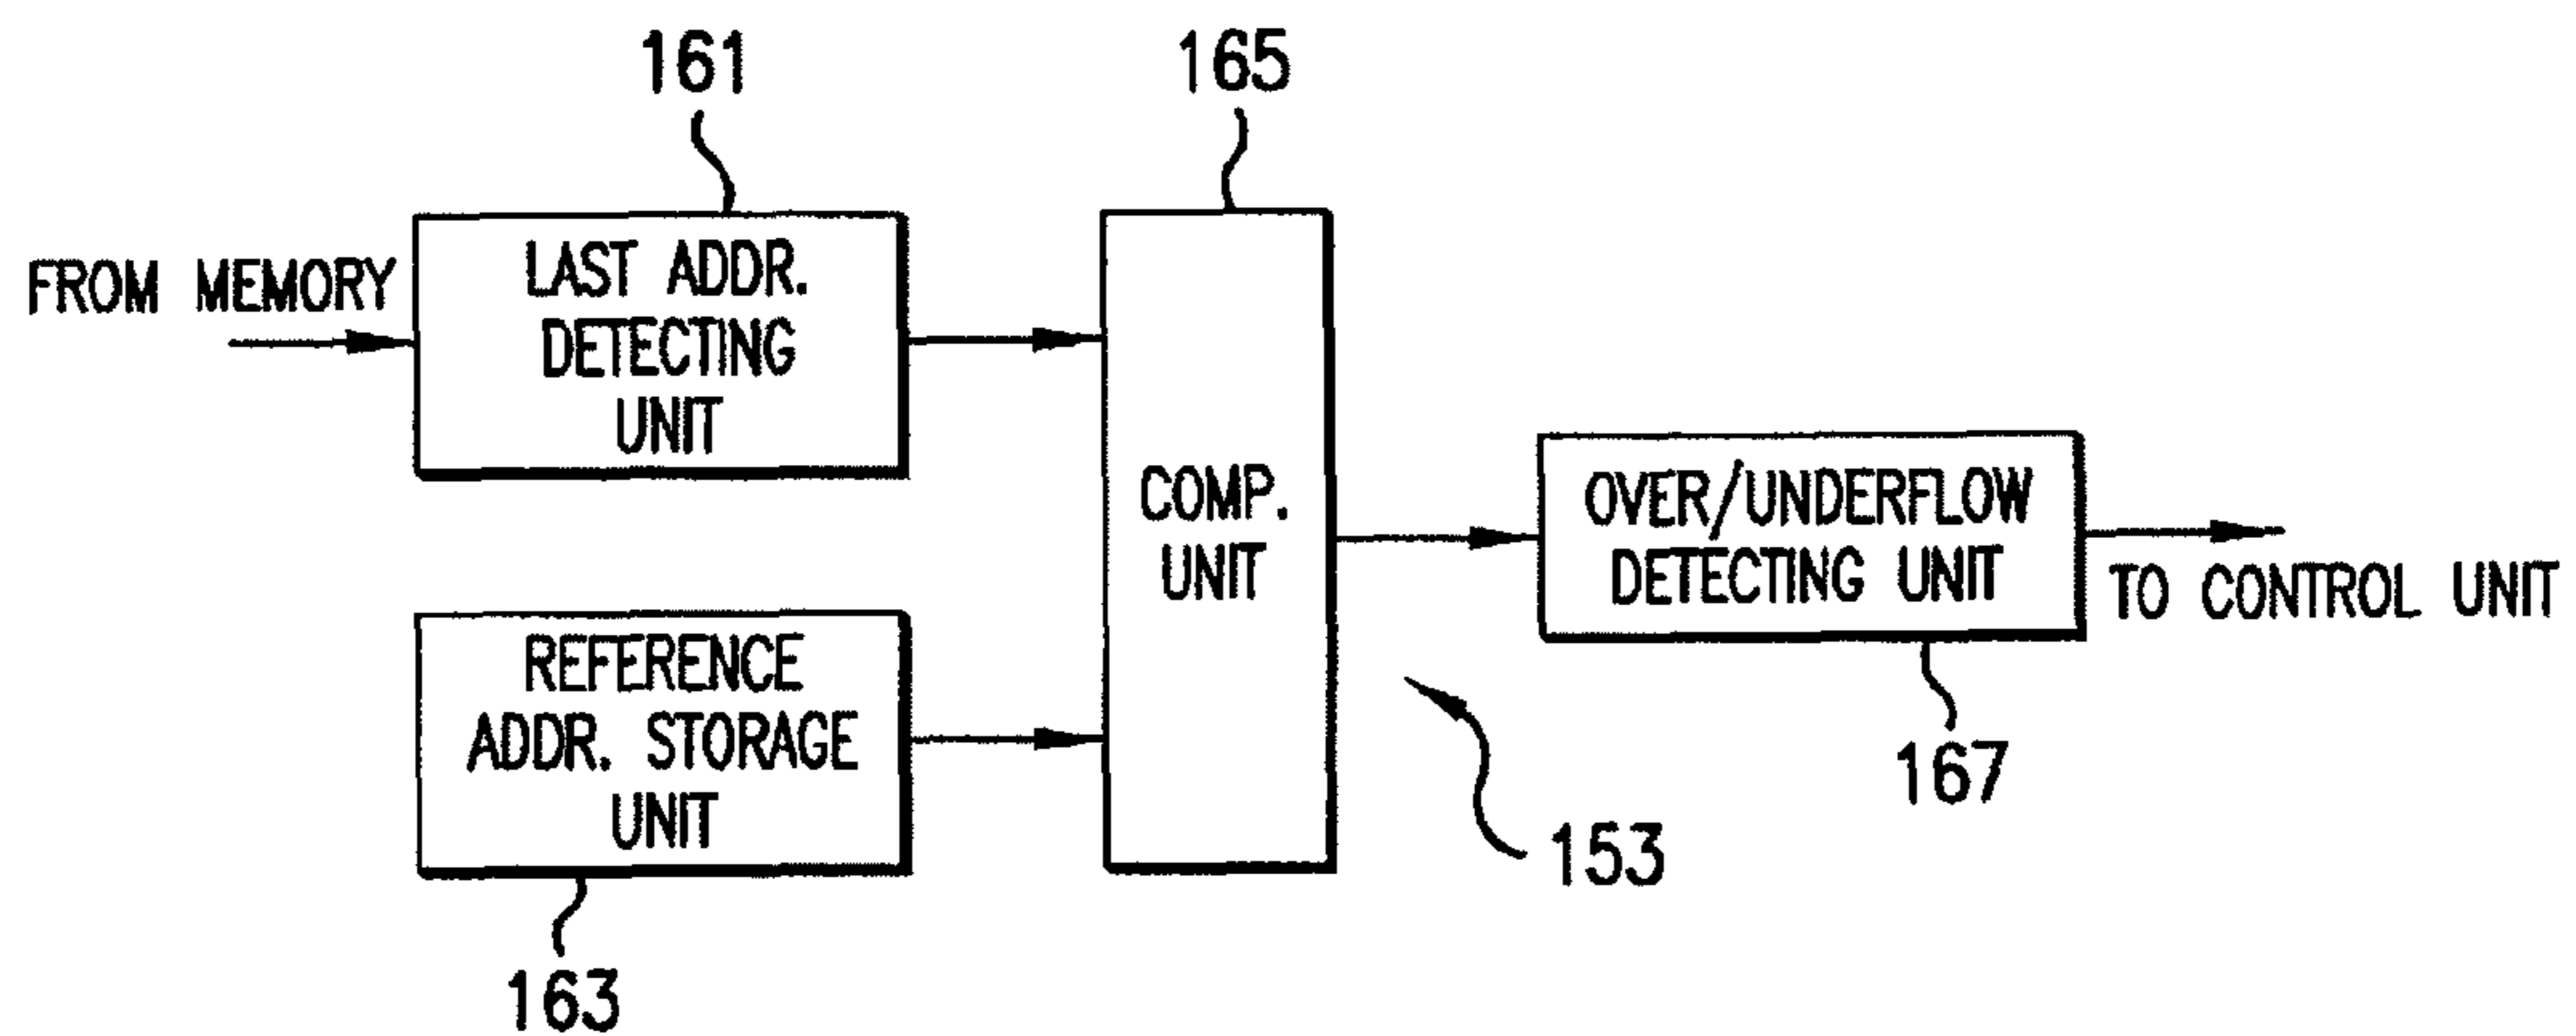 161
165
FROM MEMORY
LAST ADDR.
DETECTING
UNIT
COMP.
UNIT
OVER/UNDERFLOW
DETECTING UNIT
TO CONTROL UNIT
REFERENCE
ADDR. STORAGE
UNIT
167
153
163